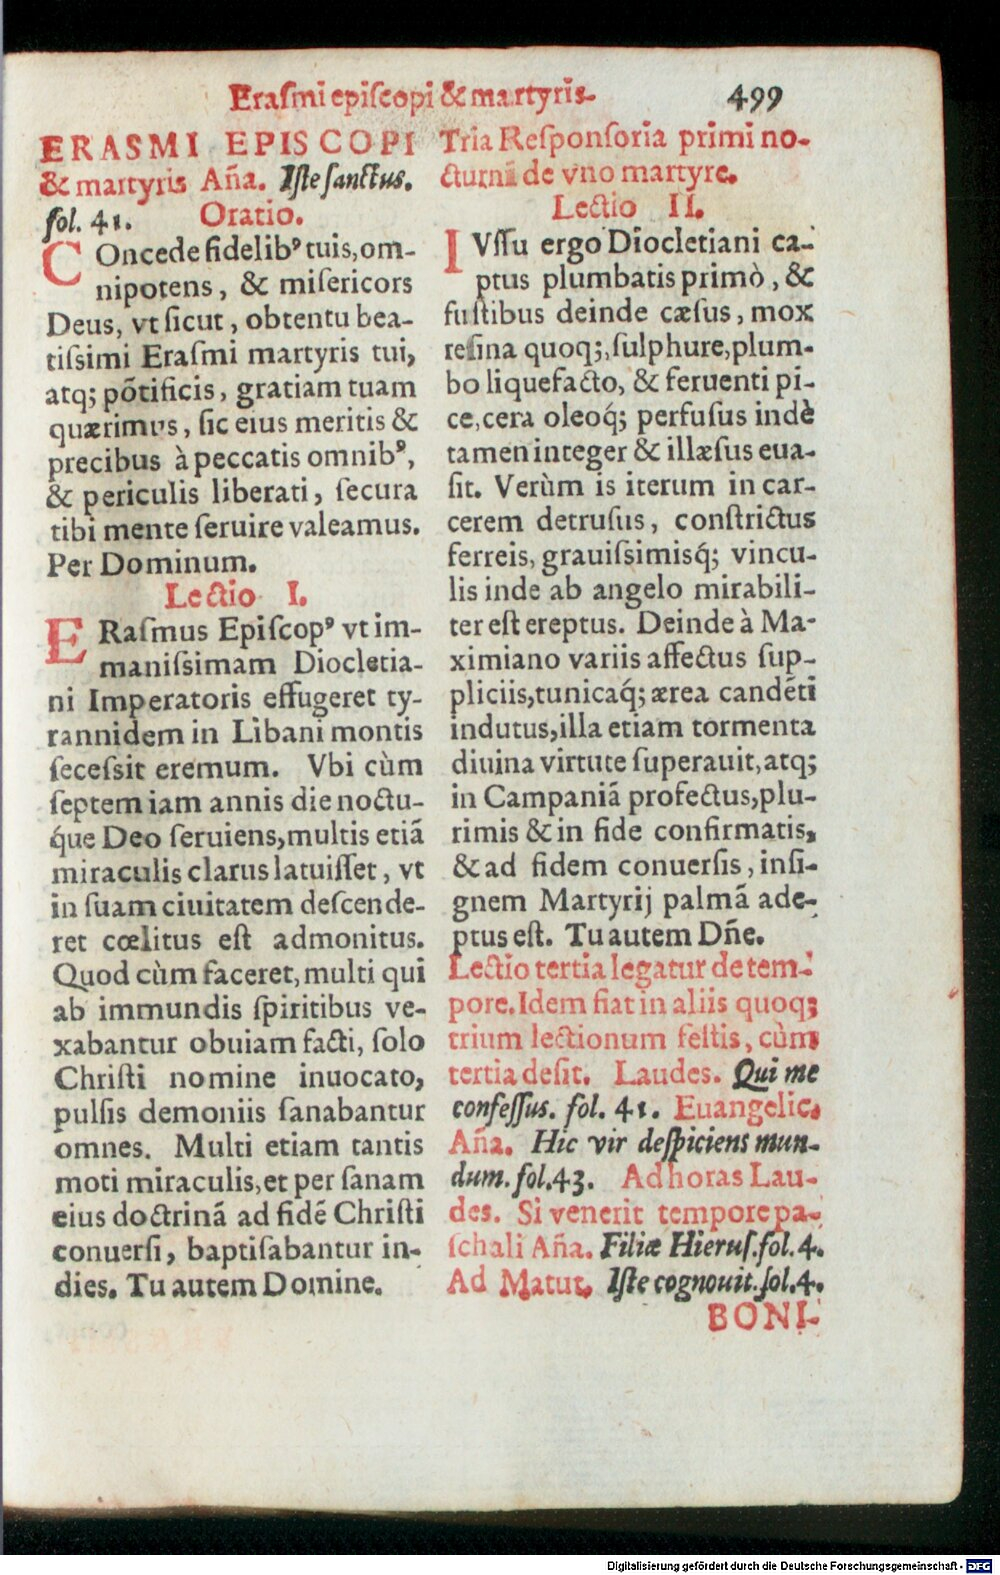 Eraſmi epiſcopi & martyris. 499
ERASMI EPISCOPI
& martyris Aña. Iſte ſanctus.
fol. 41. Oratio.
COncede fidelibꝰ tuis, om-
nipotens, & miſericors
Deus, vt ſicut, obtentu bea-
tiſsimi Eraſmi martyris tui,
atq; põtificis, gratiam tuam
quærimus, ſic eius meritis &
precibus à peccatis omnibꝰ,
& periculis liberati, ſecura
tibi mente ſeruire valeamus.
Per Dominum.
Lectio I.
ERaſmus Epiſcopꝰ vt im-
maniſsimam Diocletia-
ni Imperatoris effugeret ty-
rannidem in Libani montis
ſeceſsit eremum. Vbi cùm
ſeptem iam annis die noctu-
q́ue Deo ſeruiens, multis etiã
miraculis clarus latuiſſet, vt
in ſuam ciuitatem deſcende-
ret cœlitus eſt admonitus.
Quod cùm faceret, multi qui
ab immundis ſpiritibus ve-
xabantur obuiam facti, ſolo
Chriſti nomine inuocato,
pulſis demoniis ſanabantur
omnes. Multi etiam tantis
moti miraculis, et per ſanam
eius doctrinã ad fidẽ Chriſti
conuerſi, baptiſabantur in-
dies. Tu autem Domine.
Tria Reſponſoria primi no-
cturni de vno martyre.
Lectio II.
IVſſu ergo Diocletiani ca-
ptus plumbatis primò, &
fuſtibus deinde cæſus, mox
reſina quoq;, ſulphure, plum-
bo liquefacto, & feruenti pi-
ce, cera oleoq́; perfuſus indè
tamen integer & illæſus eua-
ſit. Verùm is iterum in car-
cerem detruſus, conſtrictus
ferreis, grauiſsimisq́; vincu-
lis inde ab angelo mirabili-
ter eſt ereptus. Deinde à Ma-
ximiano variis affectus ſup-
pliciis, tunicaq́; ærea candẽti
indutus, illa etiam tormenta
diuina virtute ſuperauit, atq;
in Campaniã profectus, plu-
rimis & in fide confirmatis,
& ad fidem conuerſis, inſi-
gnem Martyrij palmã ade-
ptus eſt. Tu autem Dñe.
Lectio tertia legatur de tem-
pore. Idem fiat in aliis quoq;
trium lectionum feſtis, cùm
tertia deſit. Laudes. Qui me
confeſſus. fol. 41. Euangelic.
Aña. Hic vir deſpiciens mun-
dum. fol. 43. Ad horas Lau-
des. Si venerit tempore pa-
ſchali Aña. Filiæ Hieruſ. fol. 4.
Ad Matut. Iſte cognouit. fol. 4.
BONI-
Digitalisierung gefördert durch die Deutsche Forschungsgemeinschaft - DFG